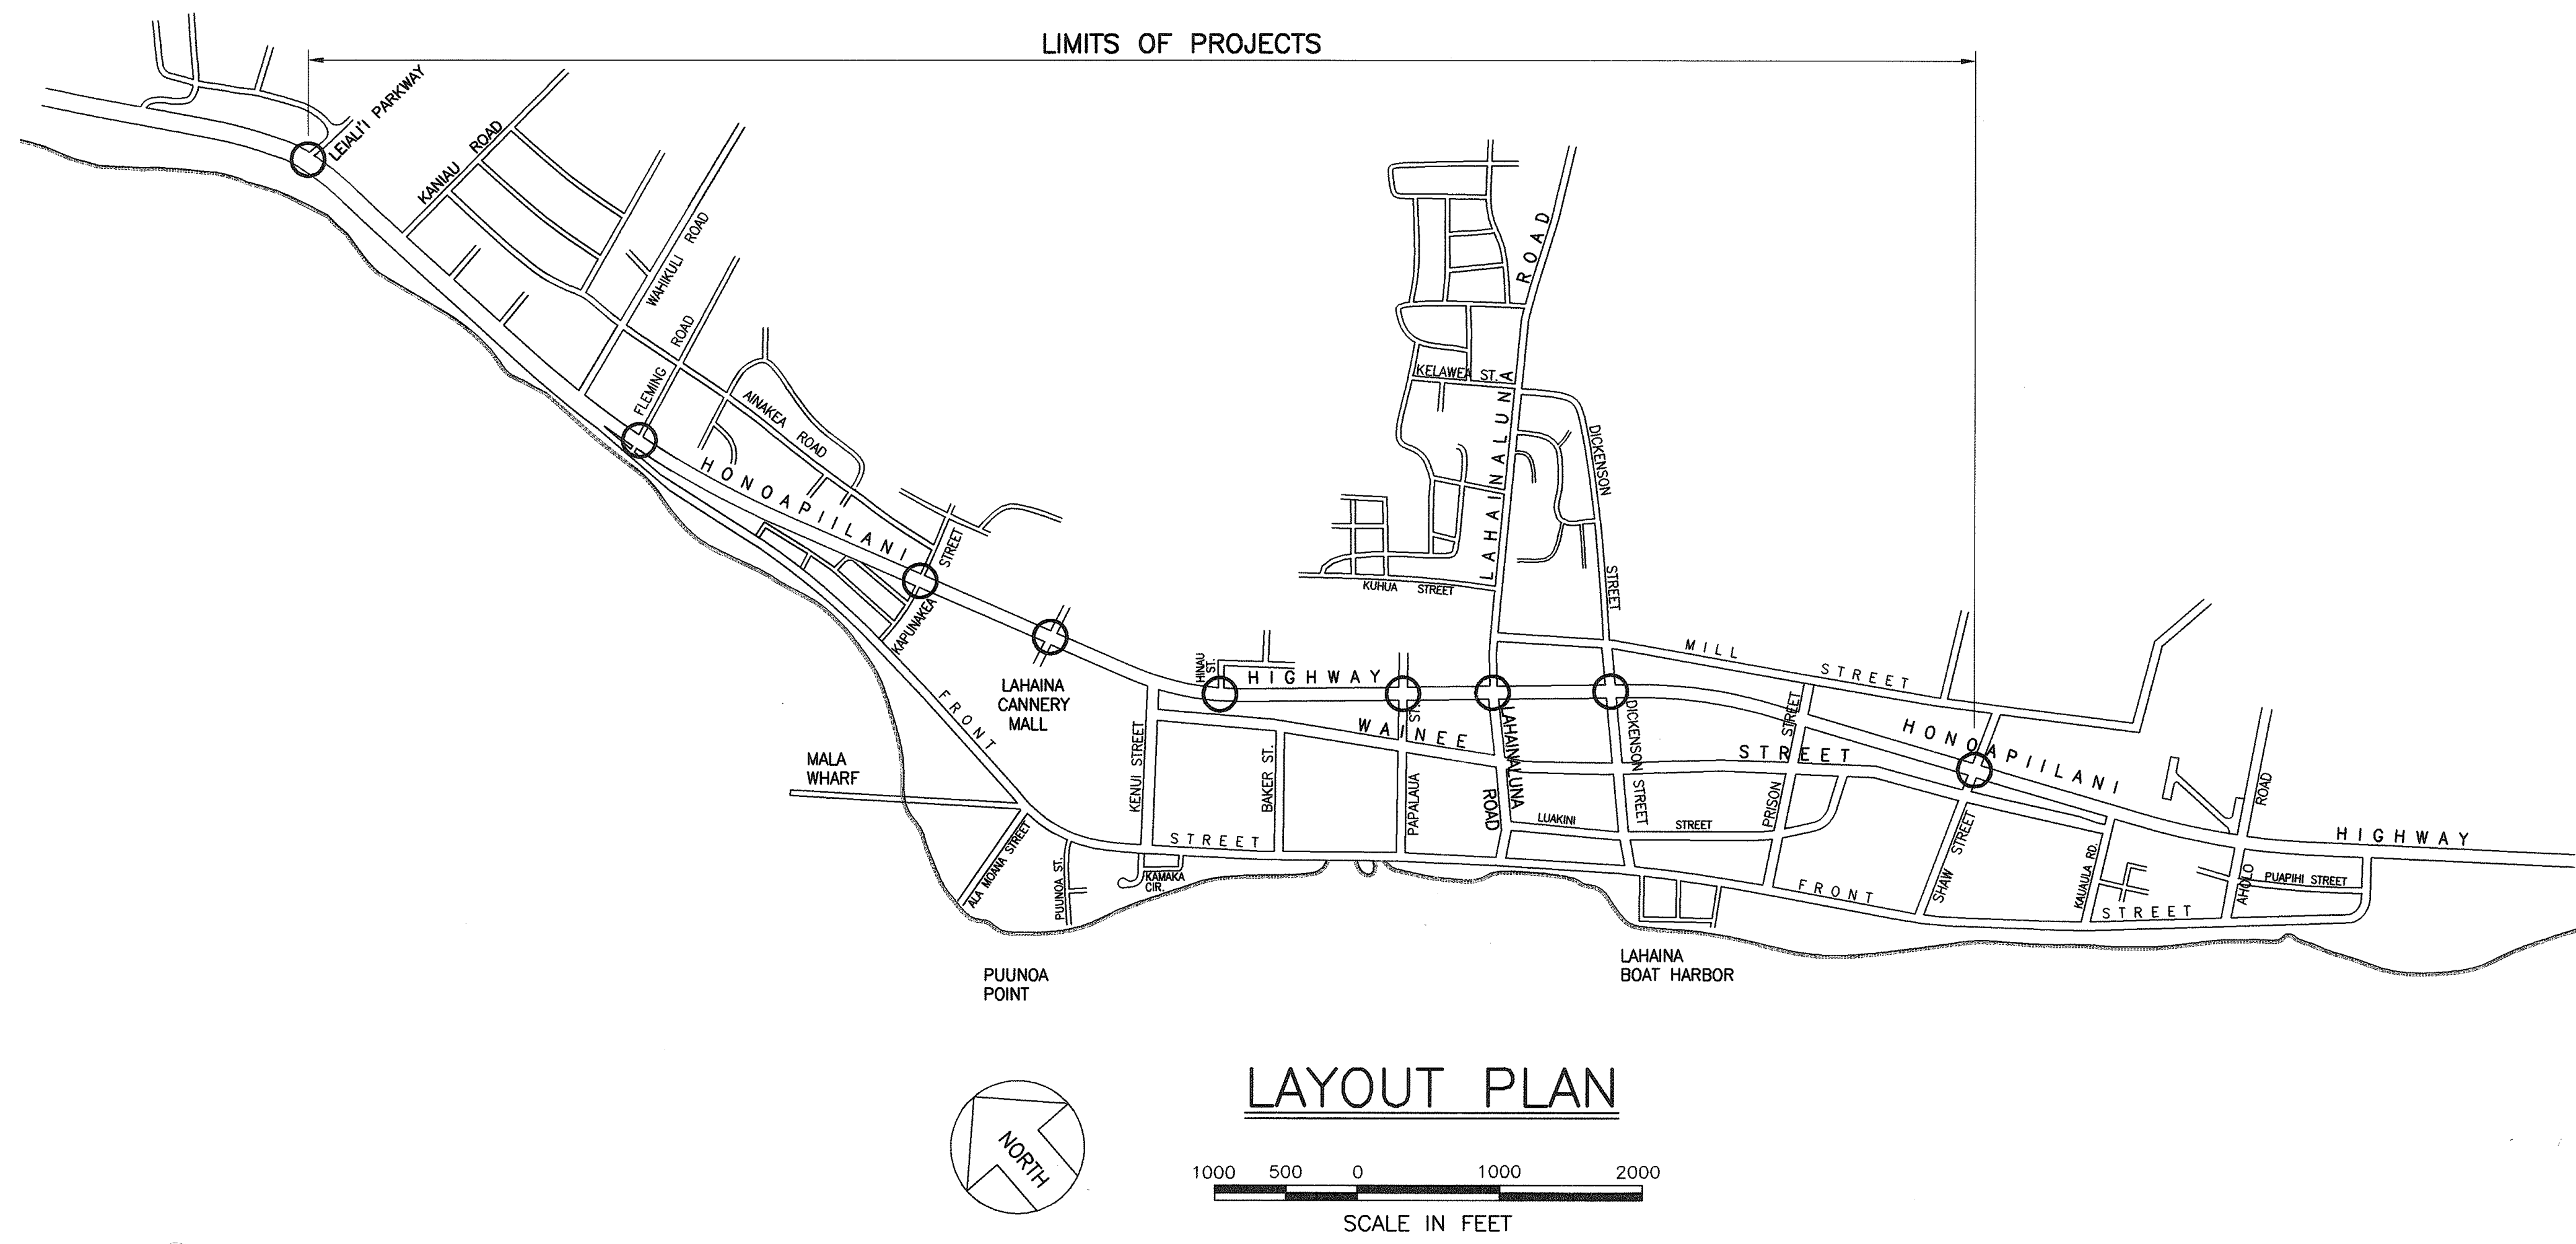 LIMITS OF PROJECTS
LEIALI'I PARKWAY
KANIAU ROAD
WAHIKULI ROAD
FLEMING ROAD
AINAKEA ROAD
HONOAPIILANI
KAPUNAKEA STREET
LAHAINA
CANNERY
MALL
HINAU
ST.
HIGHWAY
KELAWEA ST.
LAHAINALUNA ROAD
DICKENSON STREET
KUHUA STREET
MILL STREET
FRONT
MALA
WHARF
KENUI STREET
WAINEE
BAKER ST.
PAPALAUA ST.
LAHAINALUNA
ROAD
DICKENSON STREET
STREET
PRISON STREET
HONOAPIILANI
HIGHWAY
LUAKINI STREET
STREET
ALA MOANA STREET
PUUNOA ST.
KAMAKA
CIR.
FRONT
SHAW STREET
KAUAULA RD.
STREET
AHOLO ROAD
PUAPIHI STREET
PUUNOA
POINT
LAHAINA
BOAT HARBOR
LAYOUT PLAN
NORTH
1000 500 0 1000 2000
SCALE IN FEET